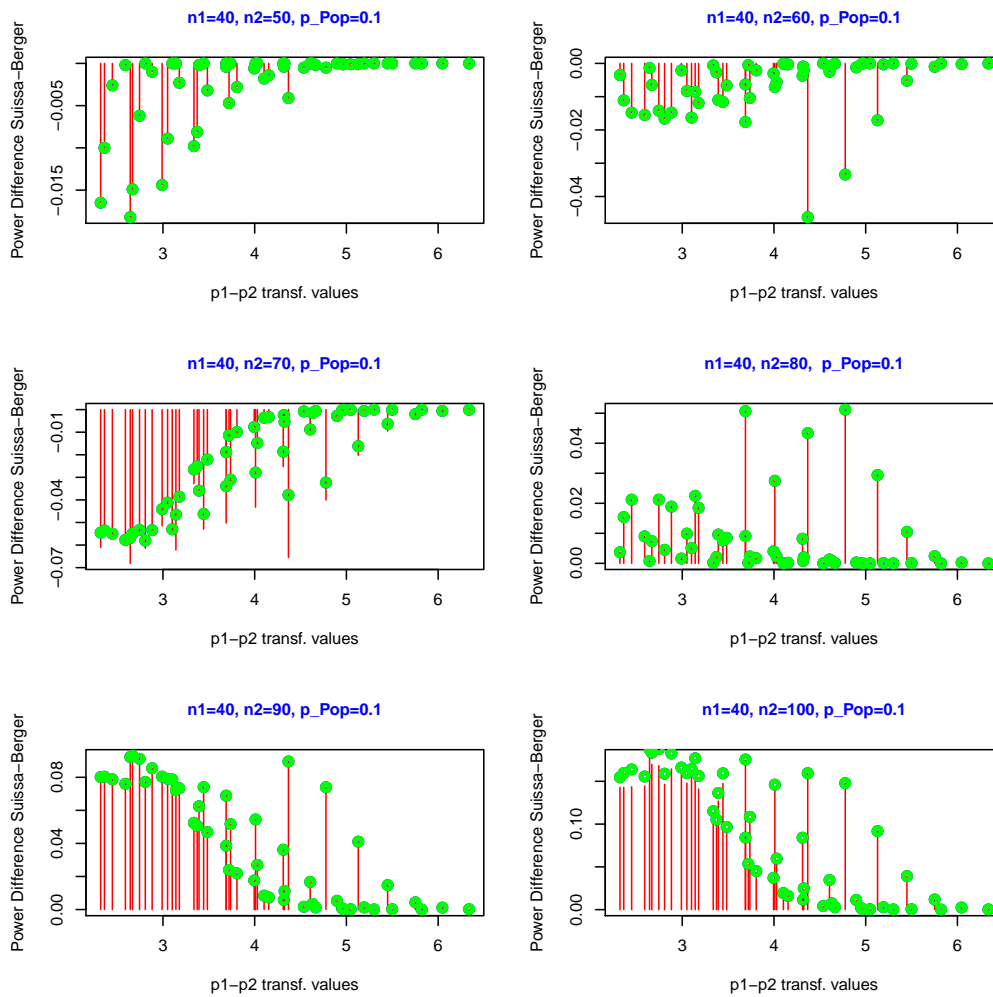 n1=40, n2=50, p_Pop=0.1
Power Difference Suissa−Berger
−0.005
−0.015
3 4 5 6
p1−p2 transf. values
n1=40, n2=60, p_Pop=0.1
Power Difference Suissa−Berger
0.00
−0.02
−0.04
3 4 5 6
p1−p2 transf. values
n1=40, n2=70, p_Pop=0.1
Power Difference Suissa−Berger
−0.01
−0.04
−0.07
3 4 5 6
p1−p2 transf. values
n1=40, n2=80, p_Pop=0.1
Power Difference Suissa−Berger
0.04
0.02
0.00
3 4 5 6
p1−p2 transf. values
n1=40, n2=90, p_Pop=0.1
Power Difference Suissa−Berger
0.08
0.04
0.00
3 4 5 6
p1−p2 transf. values
n1=40, n2=100, p_Pop=0.1
Power Difference Suissa−Berger
0.10
0.00
3 4 5 6
p1−p2 transf. values